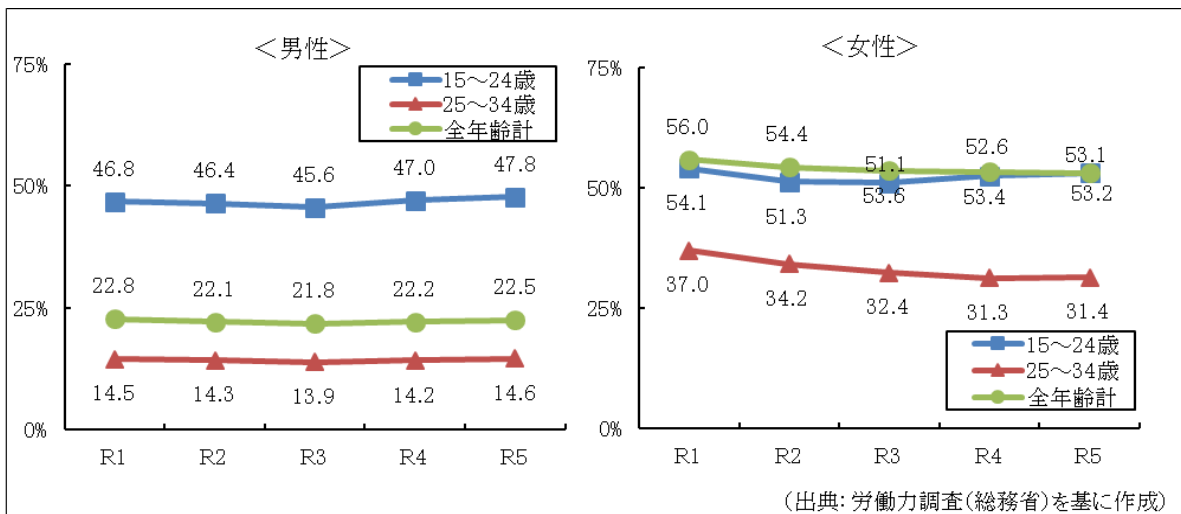 ＜男性＞
75%
50%
25%
0%
15～24歳
25～34歳
全年齢計
46.8 46.4 45.6 47.0 47.8
22.8 22.1 21.8 22.2 22.5
14.5 14.3 13.9 14.2 14.6
R1 R2 R3 R4 R5
＜女性＞
75%
50%
25%
0%
56.0 54.4 51.1 52.6 53.1
54.1 51.3 53.6 53.4 53.2
37.0 34.2 32.4 31.3 31.4
15～24歳
25～34歳
全年齢計
R1 R2 R3 R4 R5
(出典：労働力調査(総務省)を基に作成)